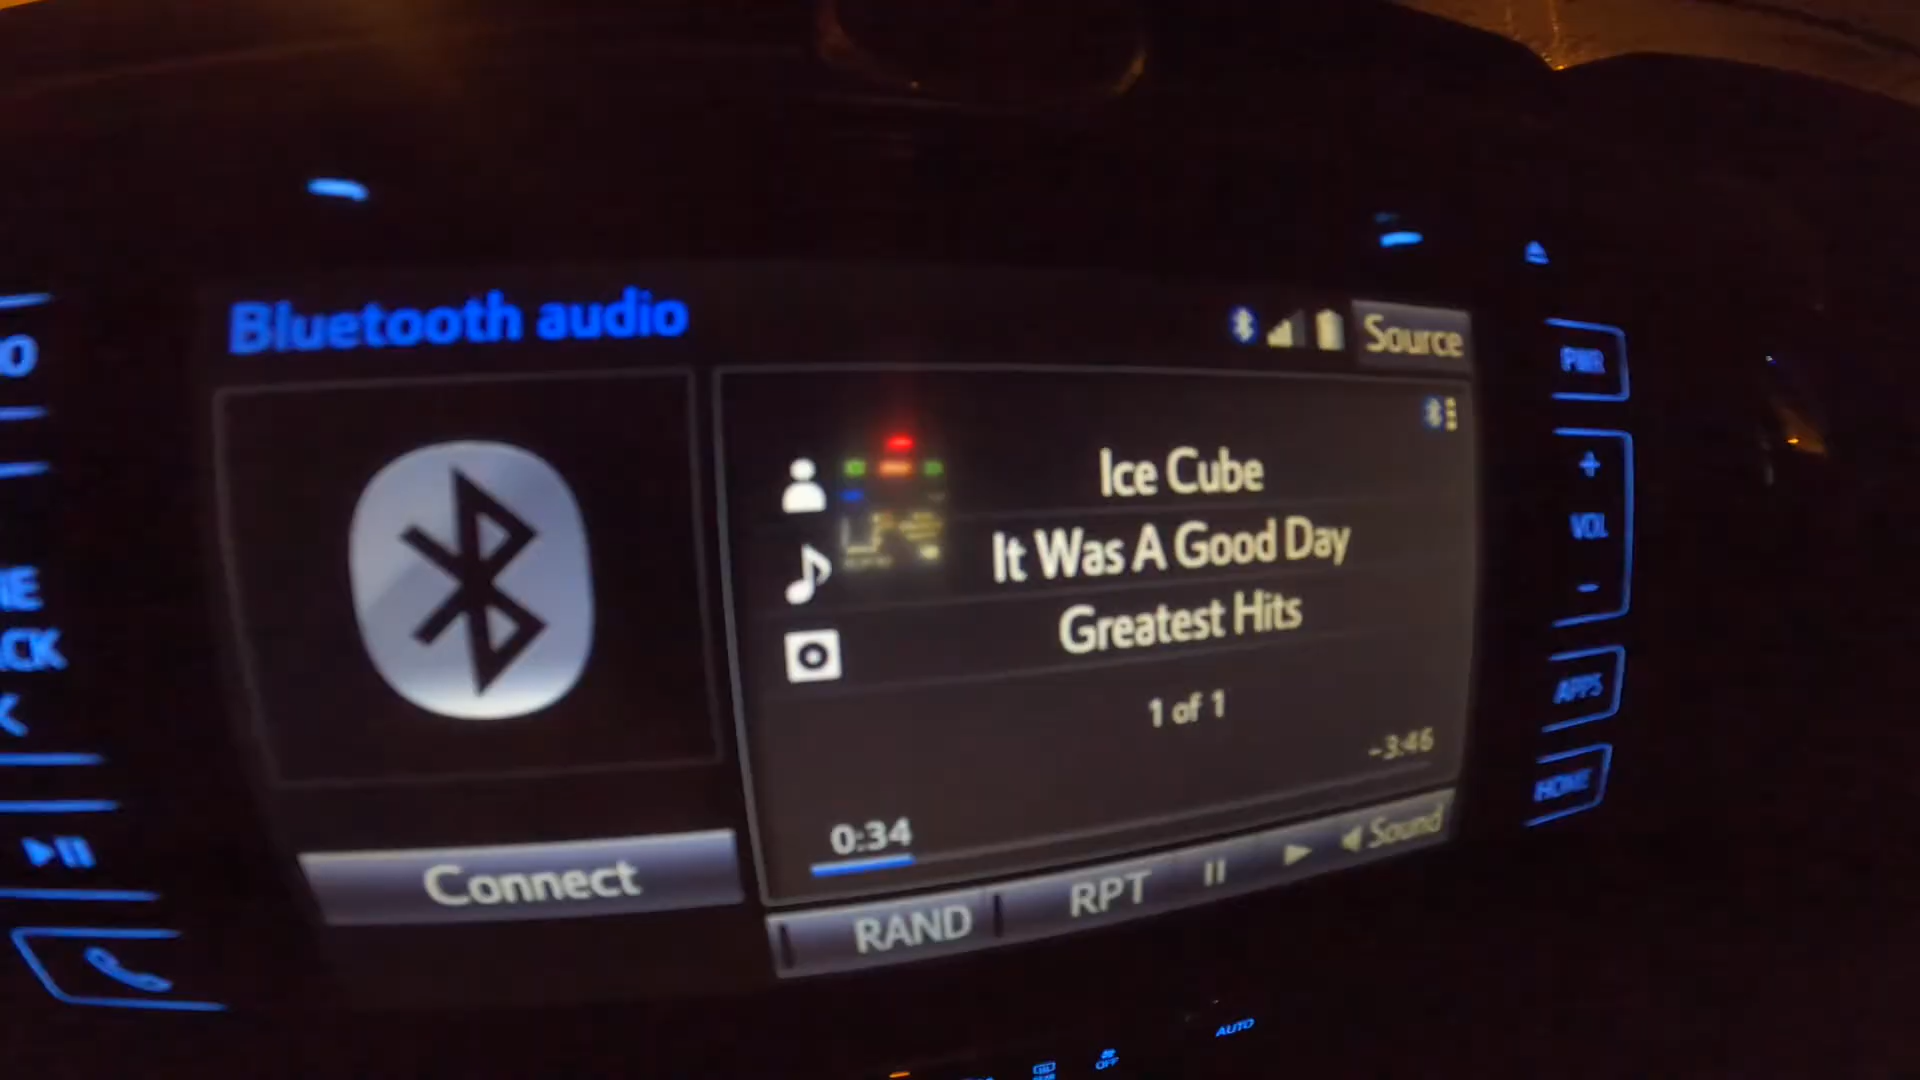 Bluetooth audio
Source
PWR
Ice Cube
It Was A Good Day
Greatest Hits
1 of 1
-3:46
0:34
Connect
RAND
RPT
Sound
+
VOL
-
APPS
HOME
AUTO
OFF